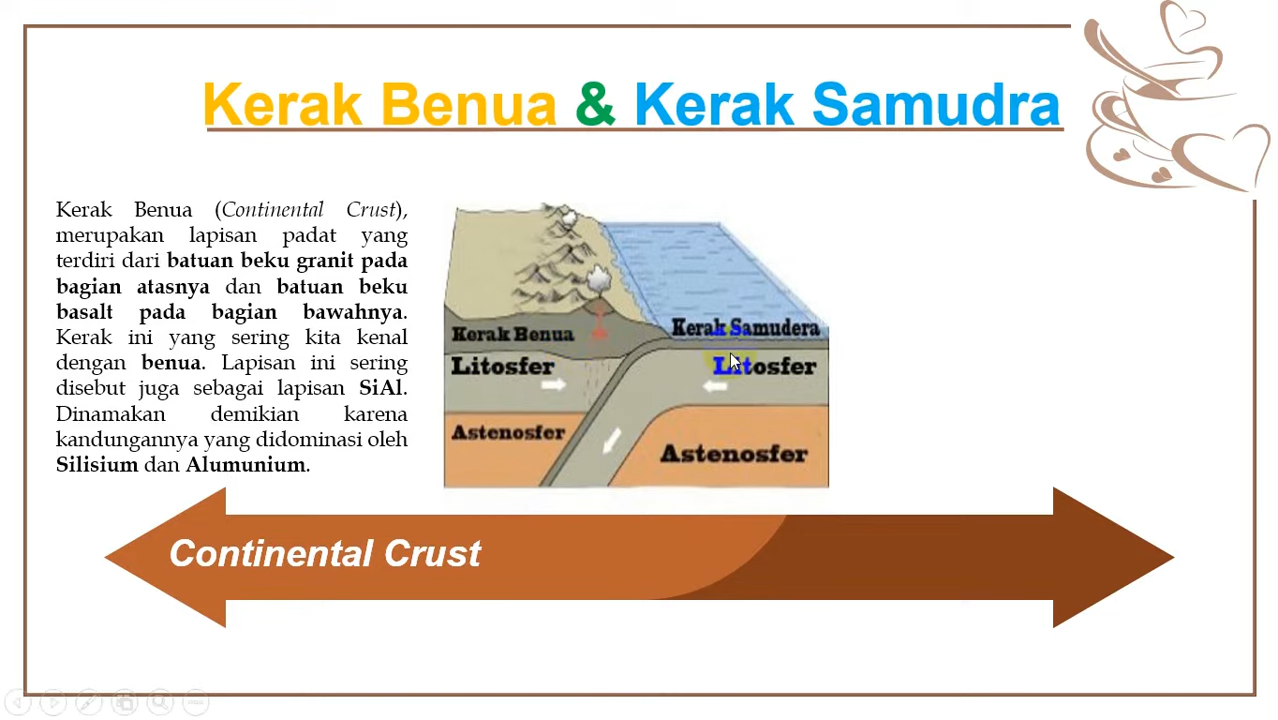 Kerak Benua & Kerak Samudra
Kerak Benua (Continental Crust),
merupakan lapisan padat yang
terdiri dari batuan beku granit pada
bagian atasnya dan batuan beku
basalt pada bagian bawahnya.
Kerak ini yang sering kita kenal
dengan benua. Lapisan ini sering
disebut juga sebagai lapisan SiAl.
Dinamakan demikian karena
kandungannya yang didominasi oleh
Silisium dan Alumunium.
Kerak Benua
Kerak Samudera
Litosfer
Litosfer
Astenosfer
Astenosfer
Continental Crust